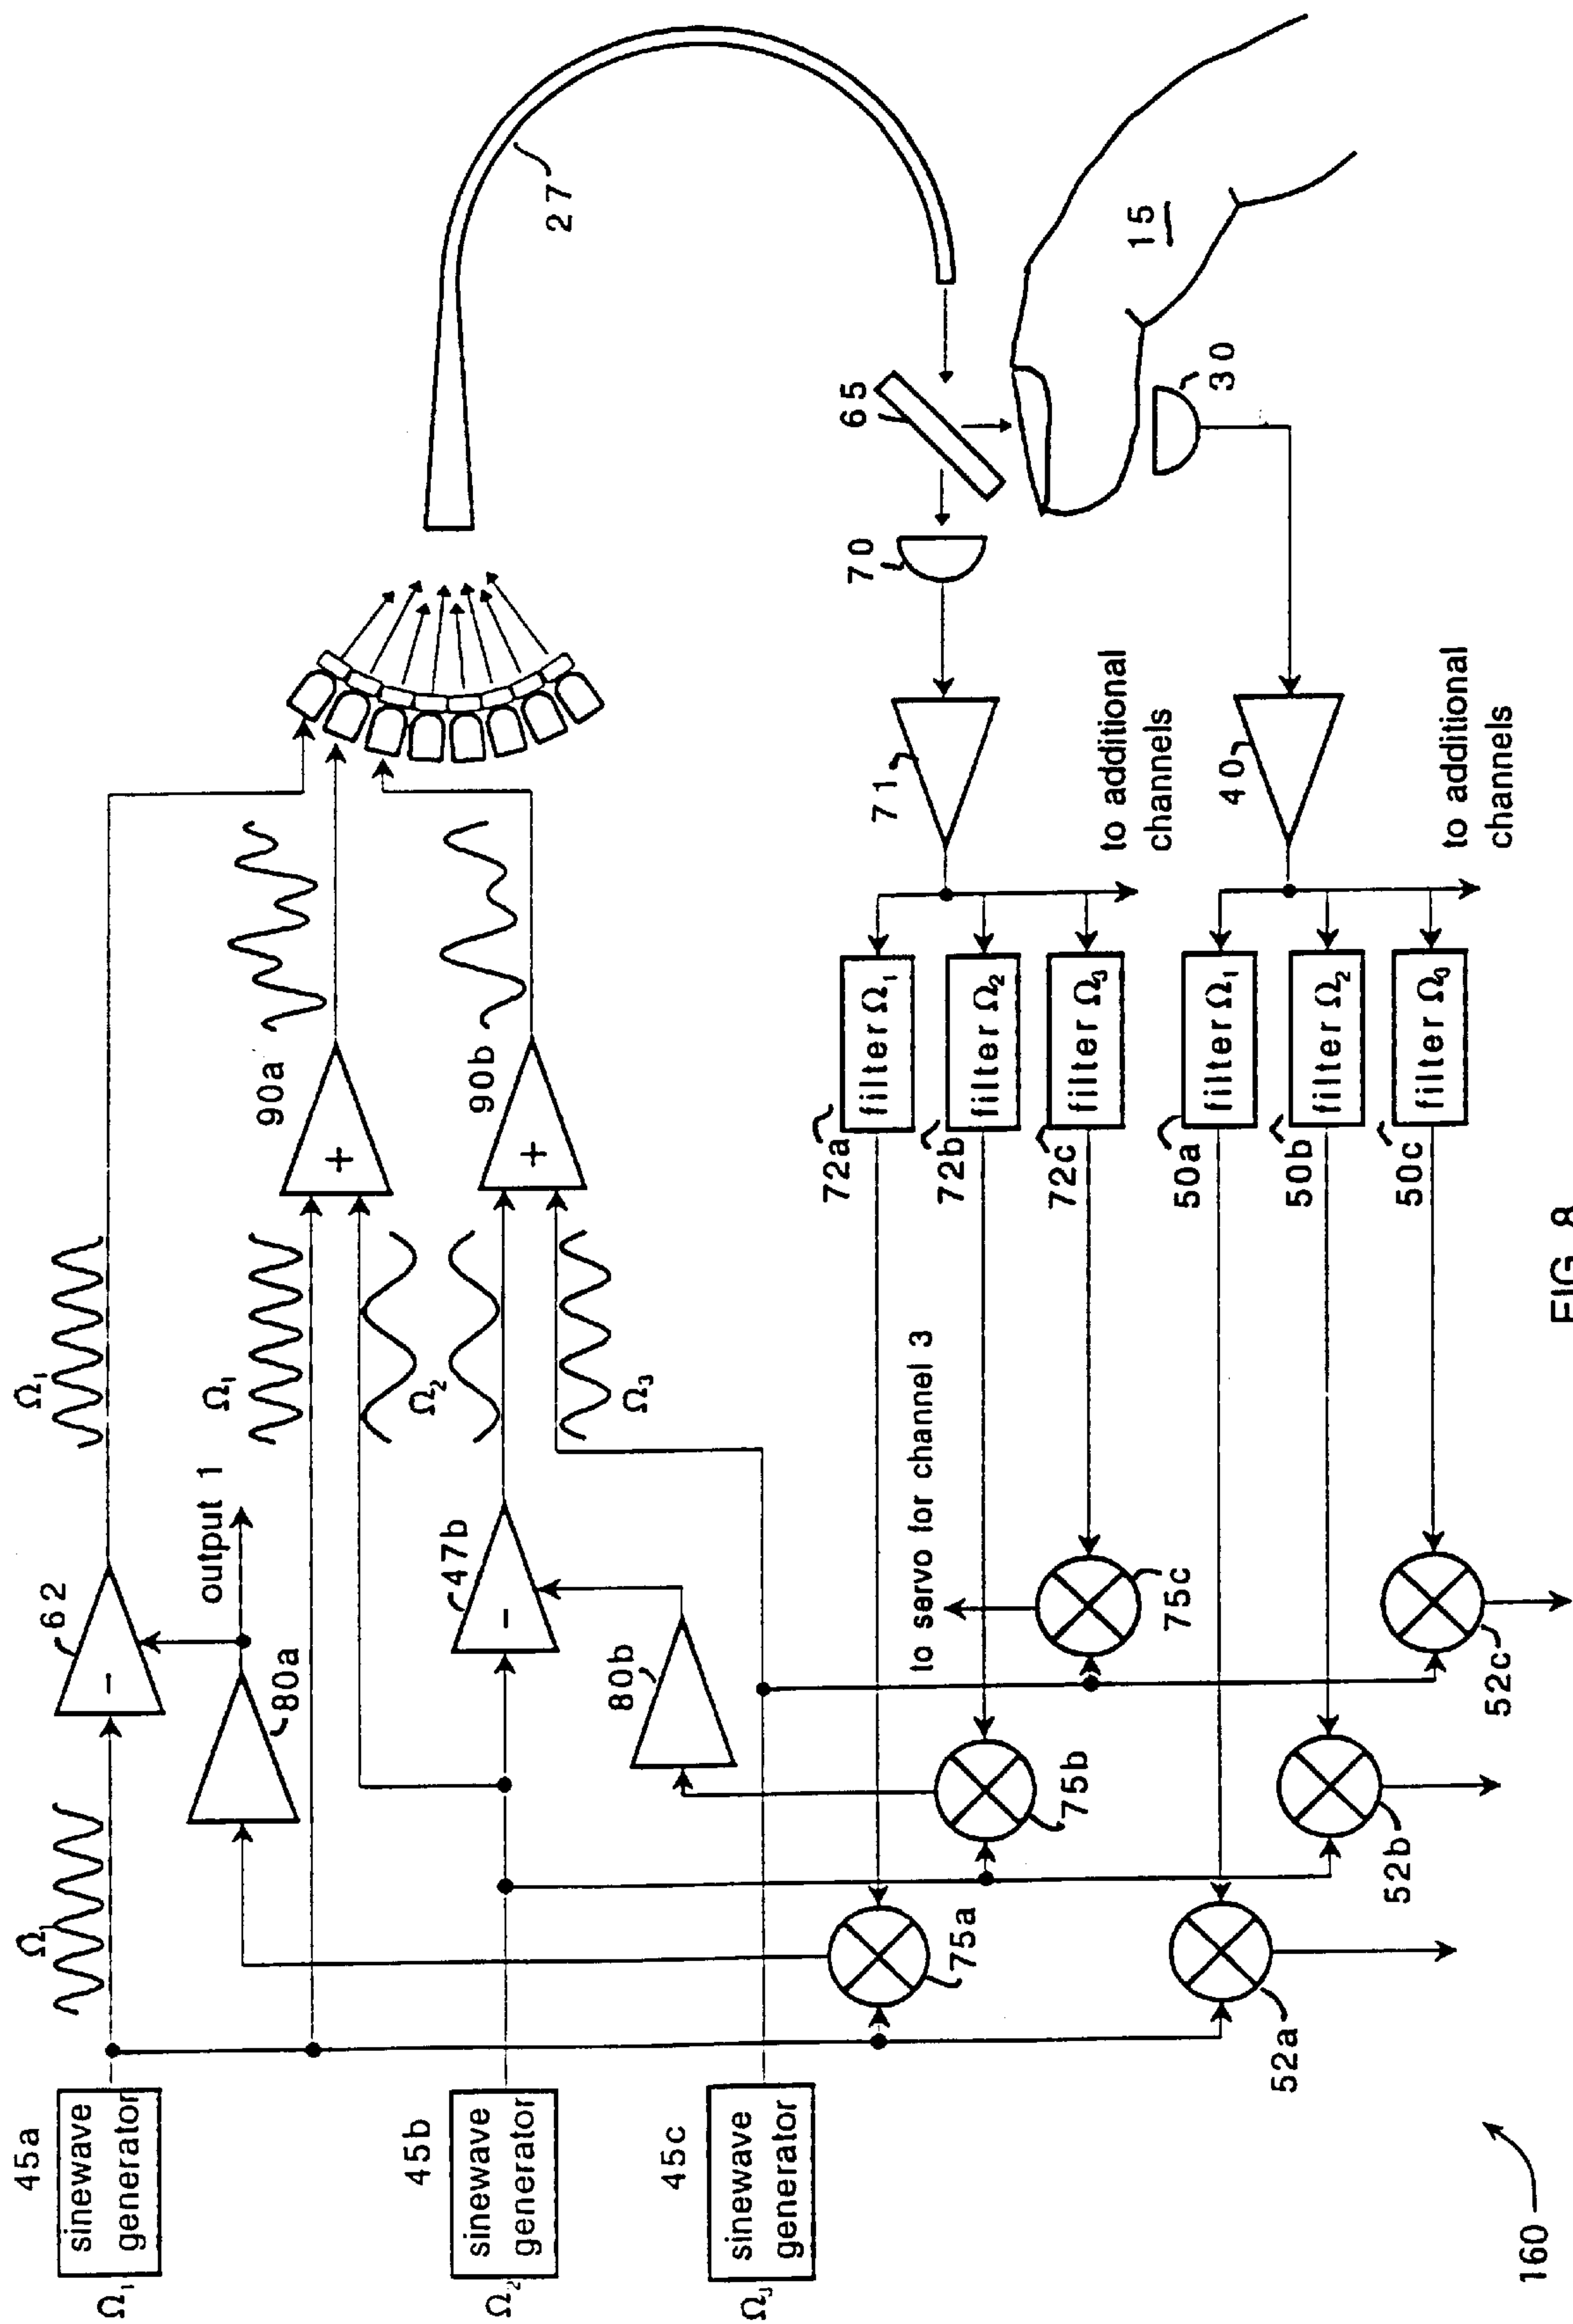 45a
sinewave
generator
Ω₁
45b
sinewave
generator
Ω₂
45c
sinewave
generator
Ω₃
Ω₁
62
-
Ω₁
80a
output 1
Ω₁
Ω₂
90a
+
47b
-
80b
Ω₃
90b
+
27
65
15
30
70
71
to additional
channels
40
to additional
channels
72a
filter Ω₁
72b
filter Ω₂
72c
filter Ω₃
50a
filter Ω₁
50b
filter Ω₂
50c
filter Ω₀
to servo for channel 3
75a
75b
75c
52a
52b
52c
160
FIG. 8